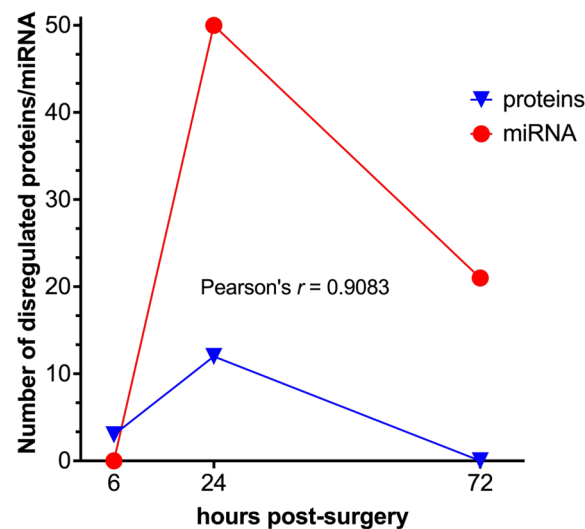 Number of disregulated proteins/miRNA
50
40
30
20
10
0
proteins
miRNA
Pearson's r = 0.9083
6 24 72
hours post-surgery